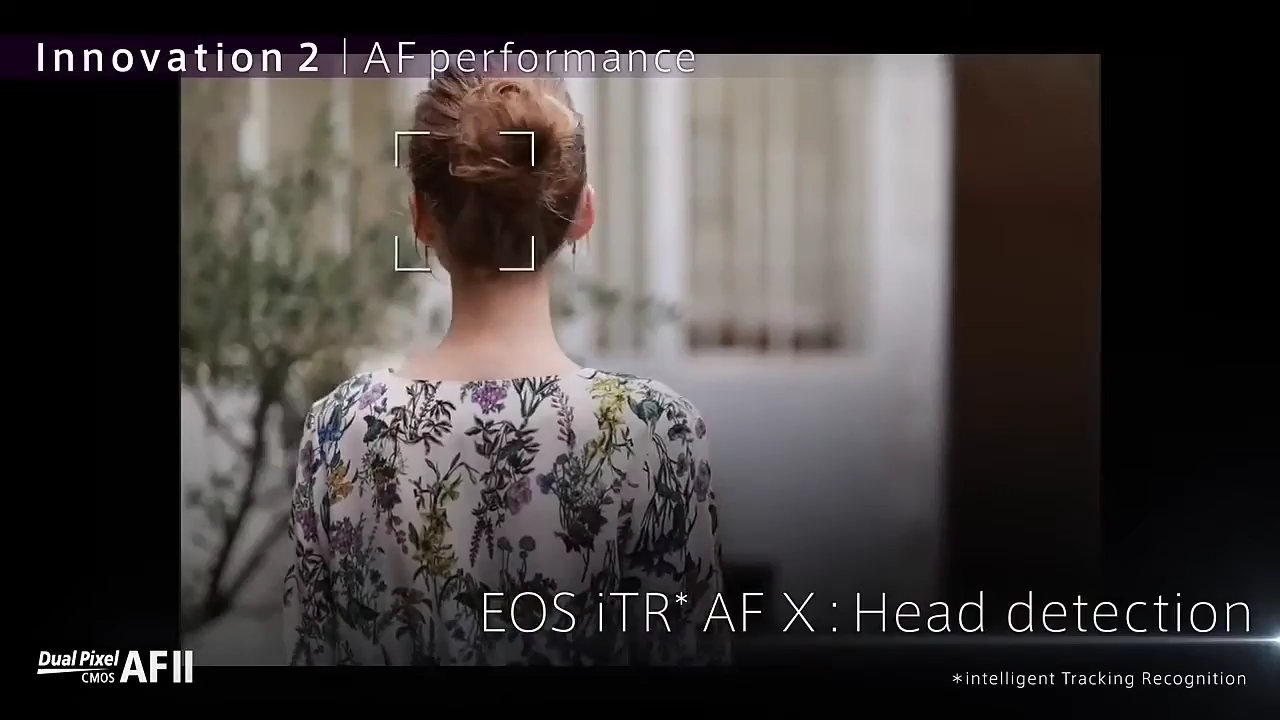 Innovation 2 | AF performance
EOS iTR* AF X : Head detection
Dual Pixel
CMOS AF II
*intelligent Tracking Recognition